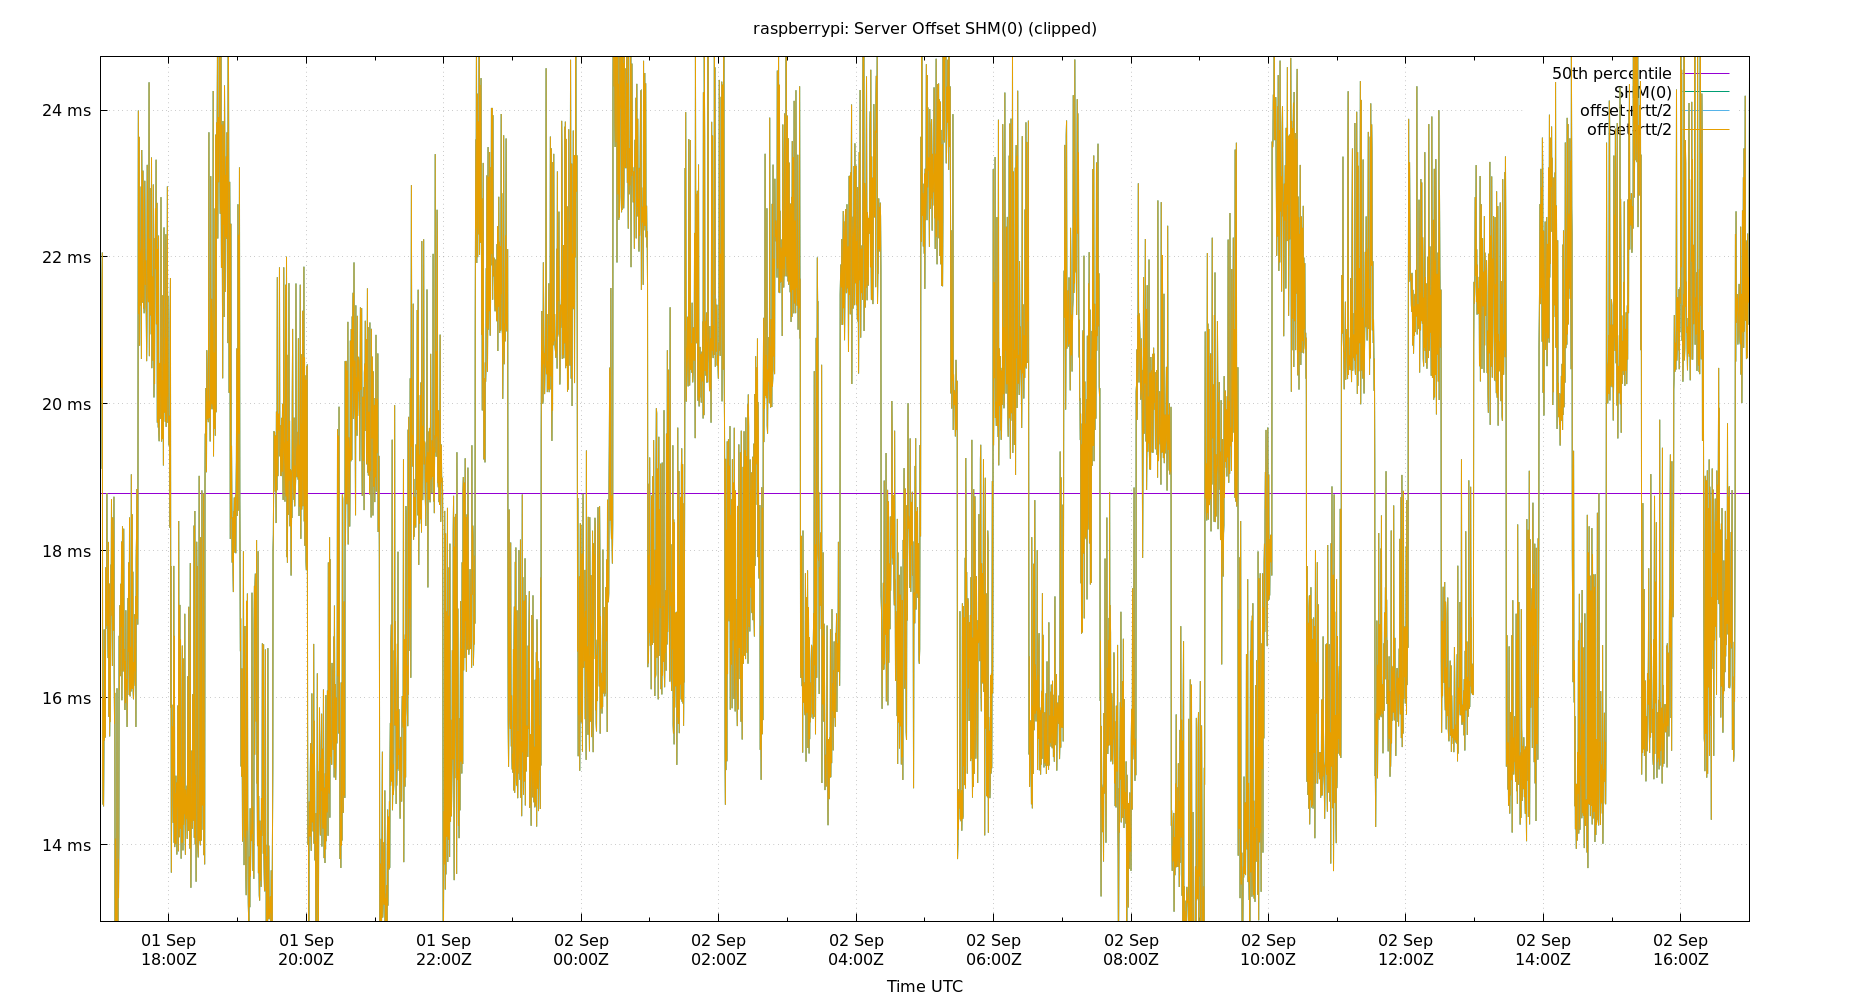 raspberrypi: Server Offset SHM(0) (clipped)
50th percentile
SHM(0)
offset+rtt/2
offset-rtt/2
24 ms
22 ms
20 ms
18 ms
16 ms
14 ms
01 Sep 01 Sep 01 Sep 02 Sep 02 Sep 02 Sep 02 Sep 02 Sep 02 Sep 02 Sep 02 Sep 02 Sep
18:00Z 20:00Z 22:00Z 00:00Z 02:00Z 04:00Z 06:00Z 08:00Z 10:00Z 12:00Z 14:00Z 16:00Z
Time UTC